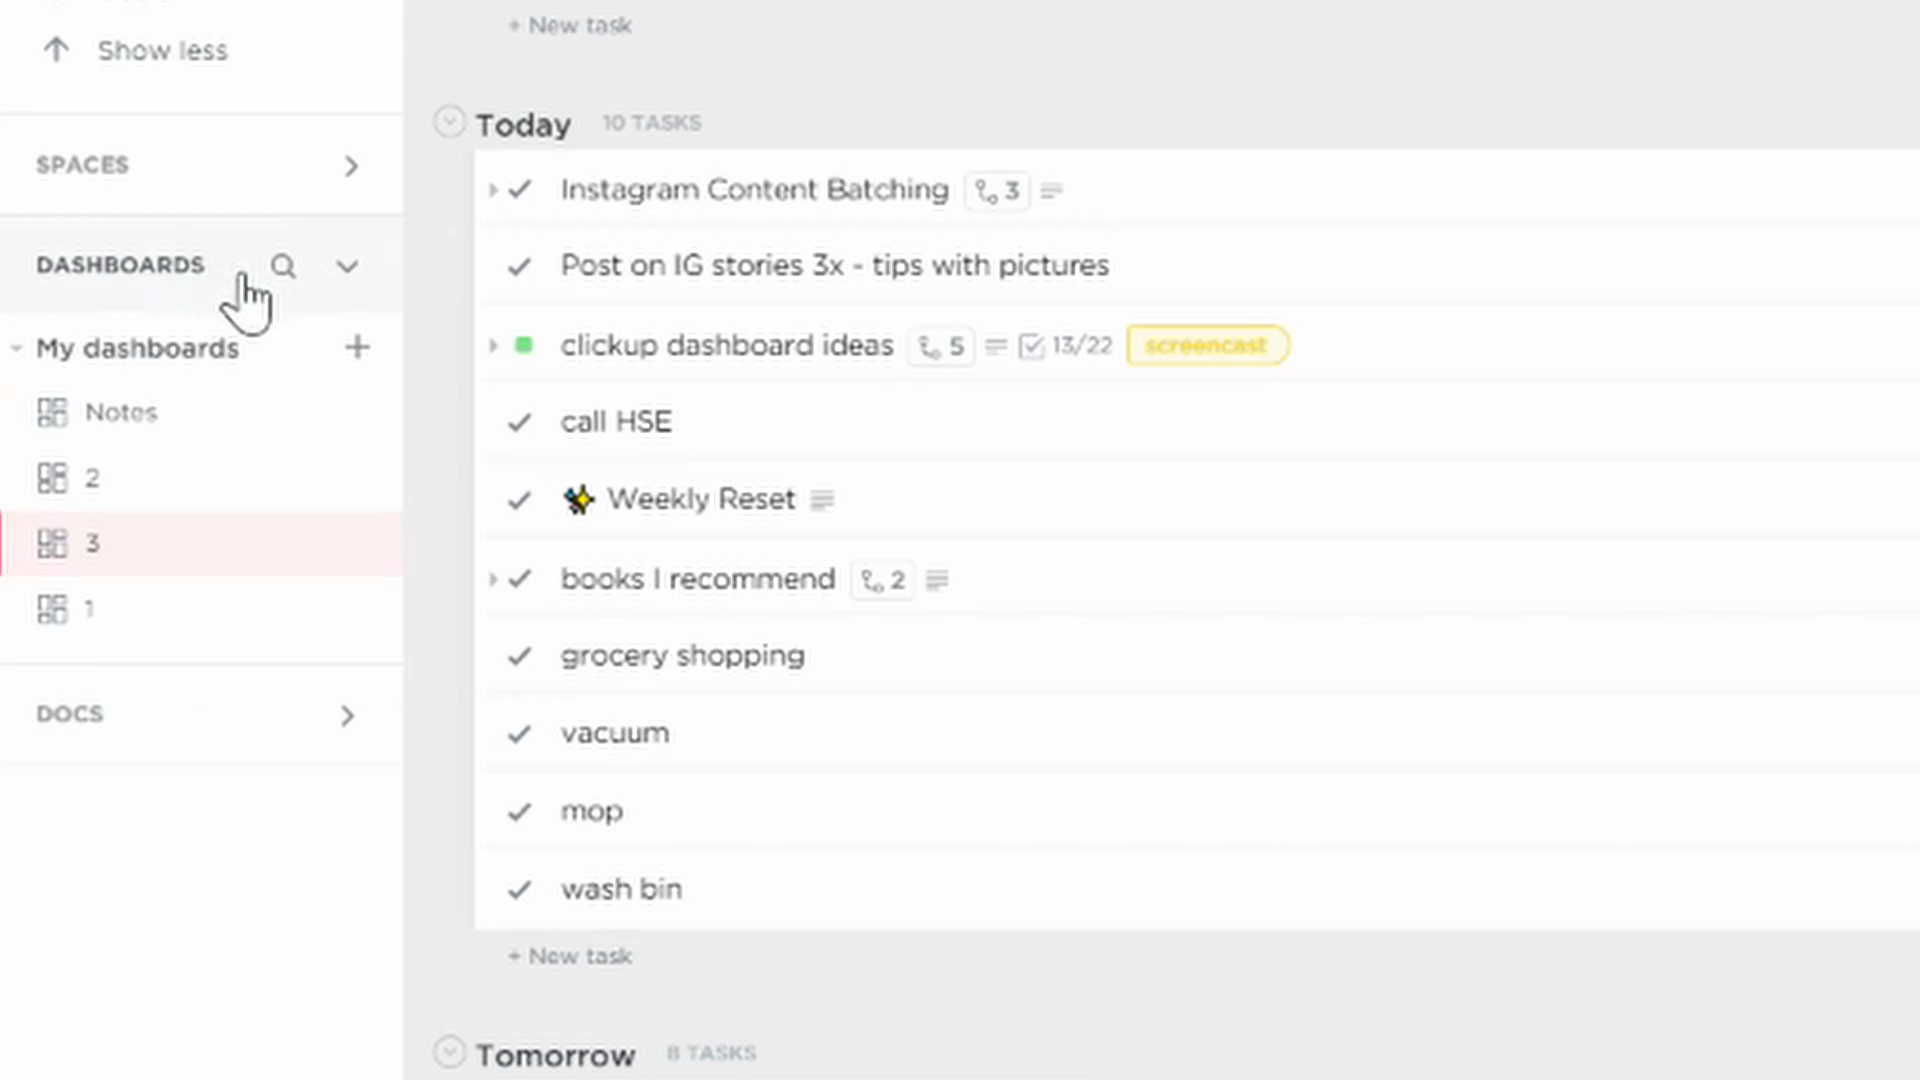 Show less
SPACES
DASHBOARDS
My dashboards
Notes
2
3
1
DOCS
+ New task
Today 10 TASKS
Instagram Content Batching 3
Post on IG stories 3x - tips with pictures
clickup dashboard ideas 5 13/22 screencast
call HSE
Weekly Reset
books I recommend 2
grocery shopping
vacuum
mop
wash bin
+ New task
Tomorrow 8 TASKS